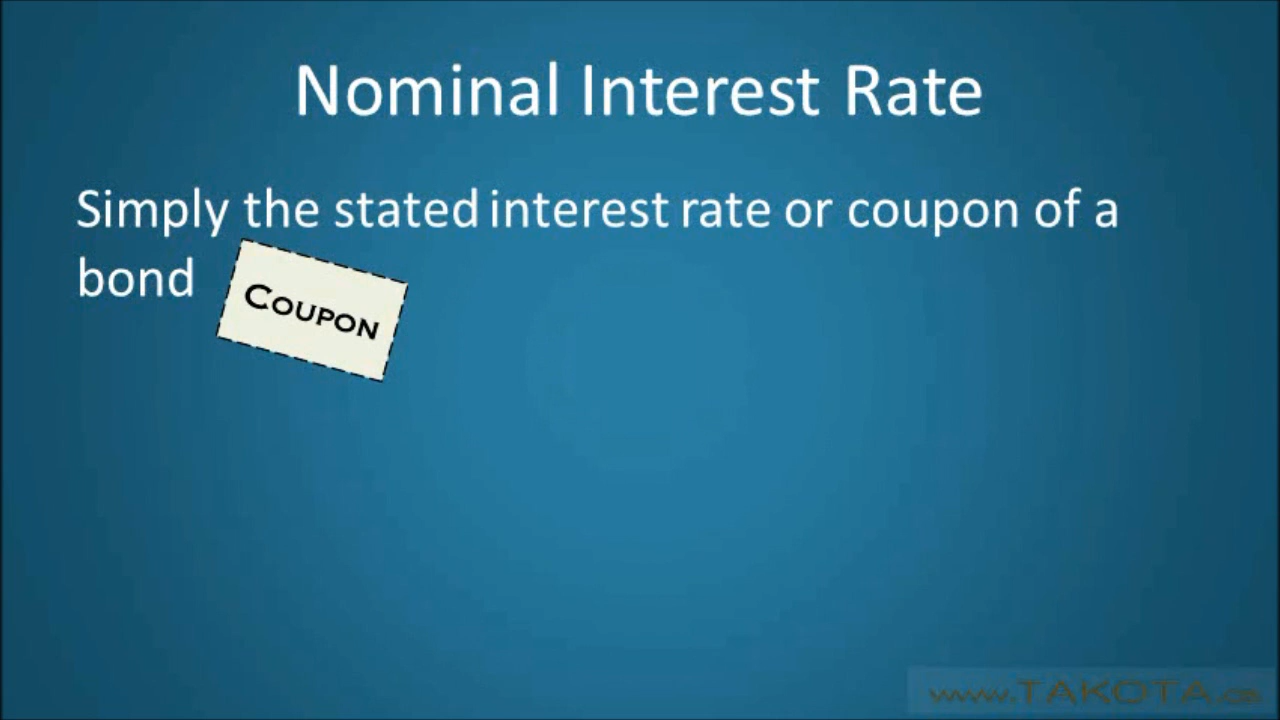 Nominal Interest Rate
Simply the stated interest rate or coupon of a
bond
COUPON
www.TAKOTA.ca